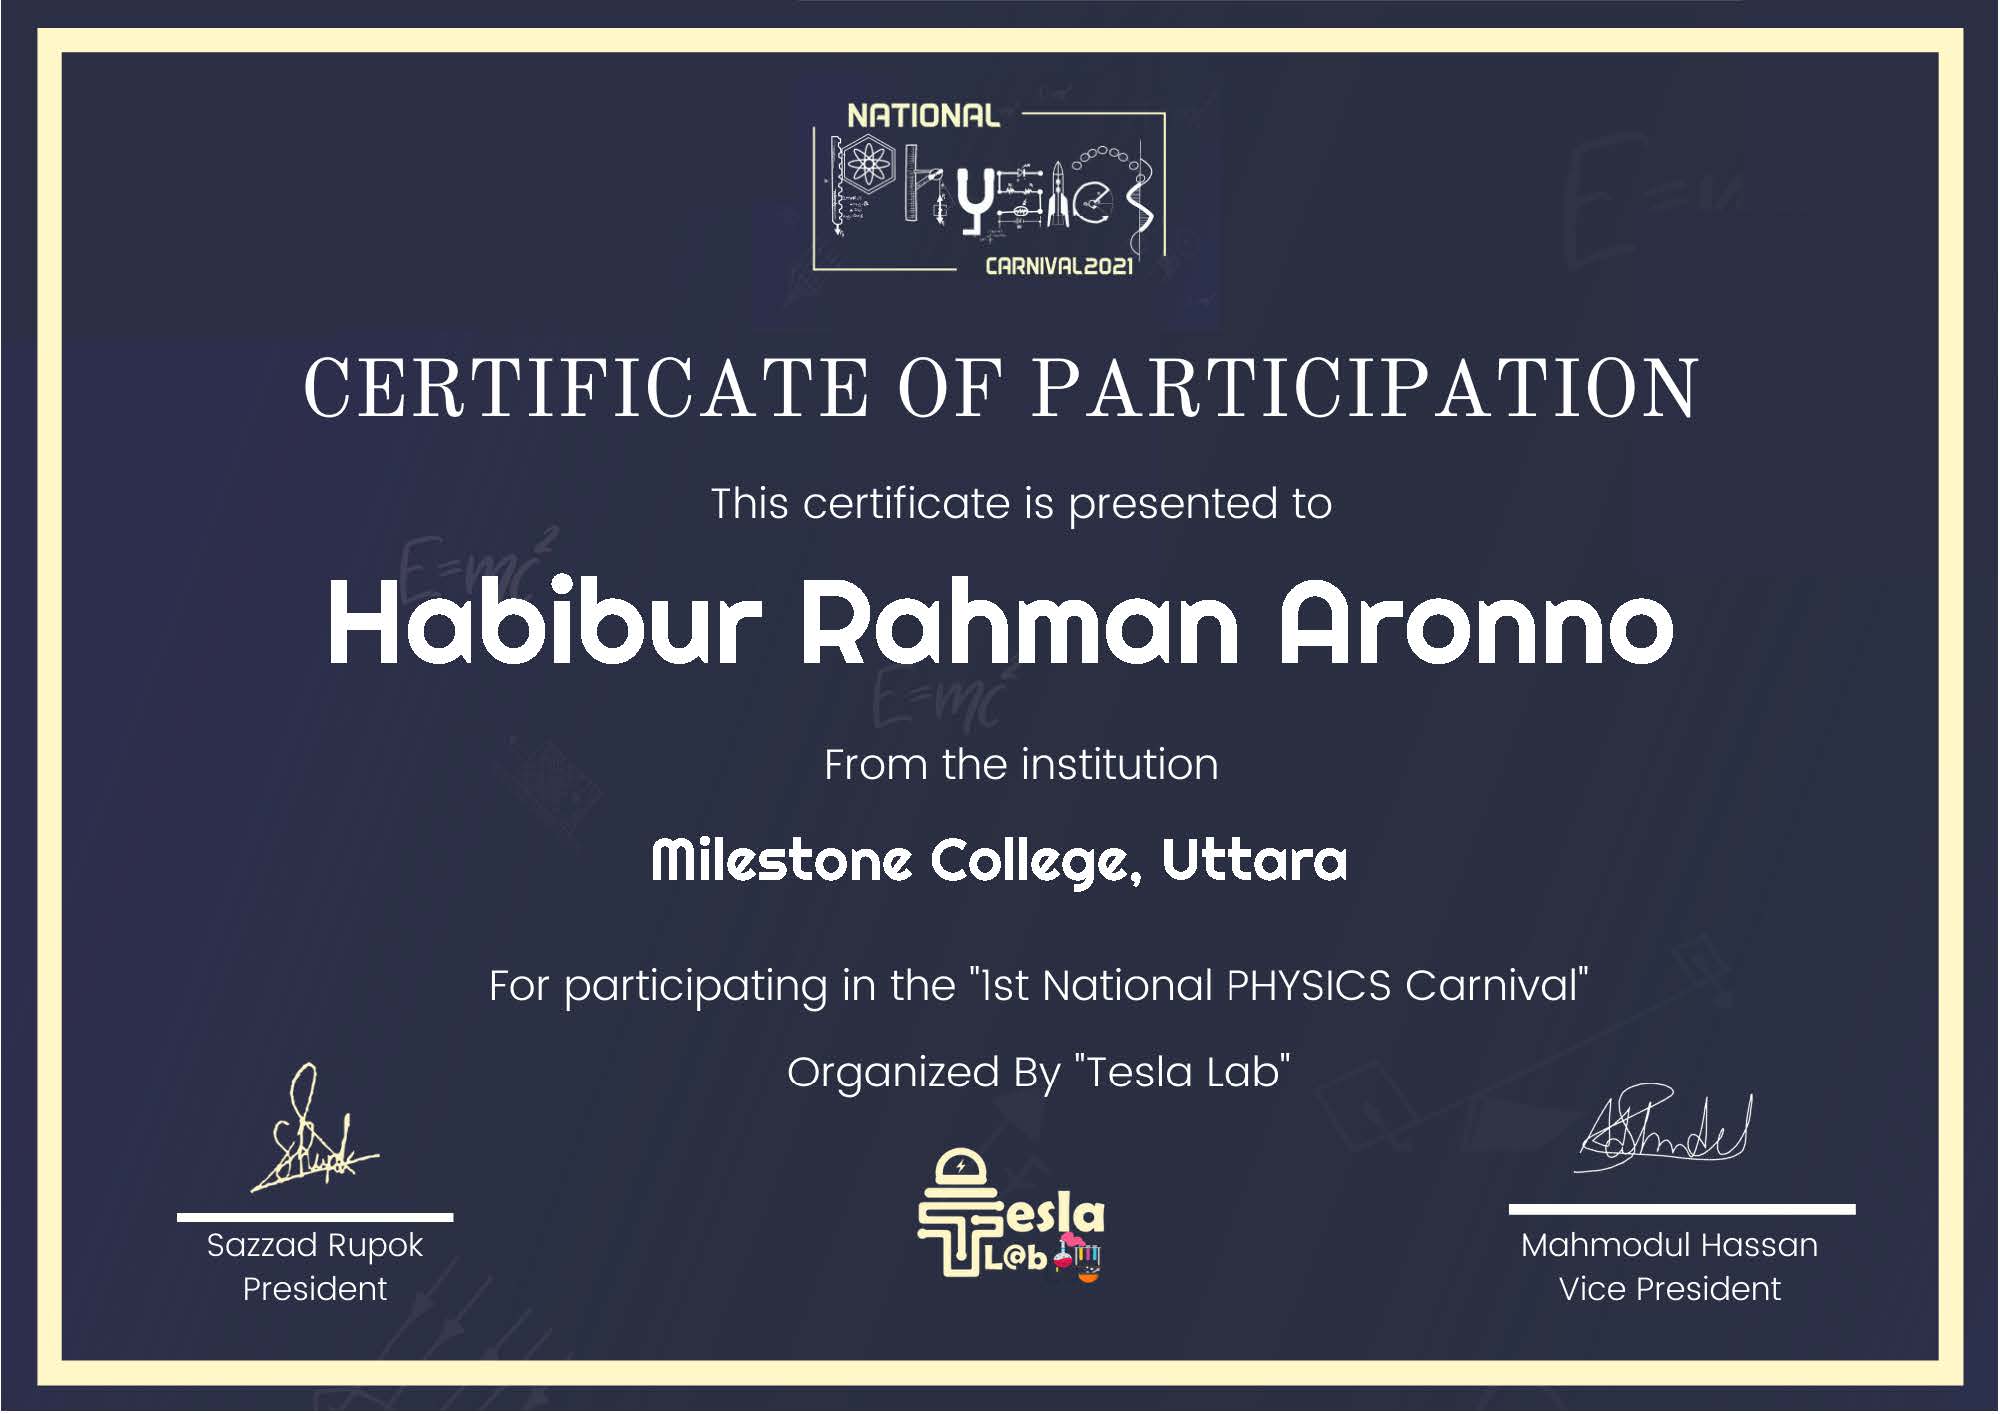 NATIONAL
Physics
CARNIVAL2021
CERTIFICATE OF PARTICIPATION
This certificate is presented to
E=mc²
Habibur Rahman Aronno
E=mc²
From the institution
Milestone College, Uttara
For participating in the "1st National PHYSICS Carnival"
Organized By "Tesla Lab"
Tesla
L@b
Sazzad Rupok
President
Mahmodul Hassan
Vice President